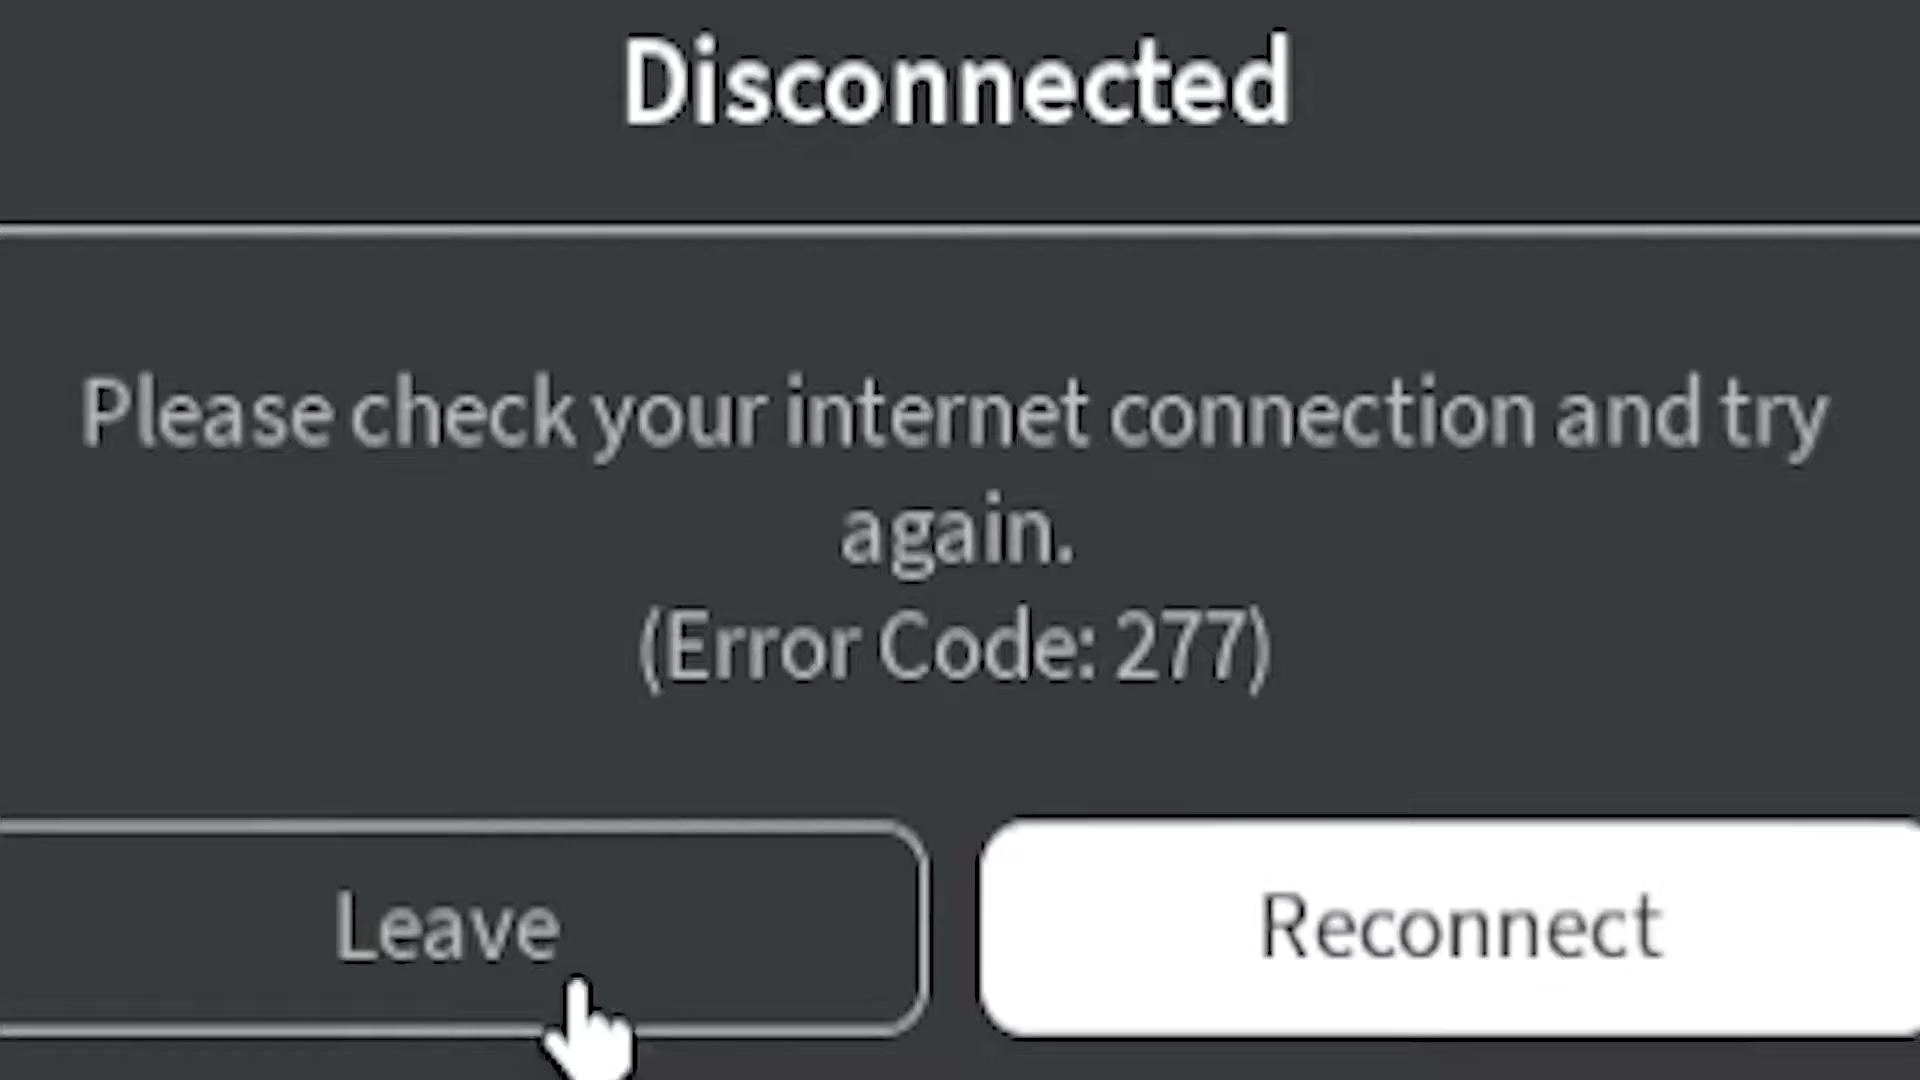 Disconnected
Please check your internet connection and try
again.
(Error Code: 277)
Leave
Reconnect